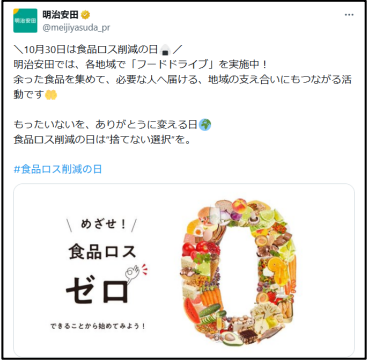 明治安田
明治安田
@meijiyasuda_pr
＼10月30日は食品ロス削減の日🍙／
明治安田では、各地域で「フードドライブ」を実施中！
余った食品を集めて、必要な人へ届ける、地域の支え合いにもつながる活
動です🤲
もったいないを、ありがとうに変える日🌏
食品ロス削減の日は“捨てない選択”を。
#食品ロス削減の日
\ めざせ！ /
食品ロス
ゼロ
できることから始めてみよう！